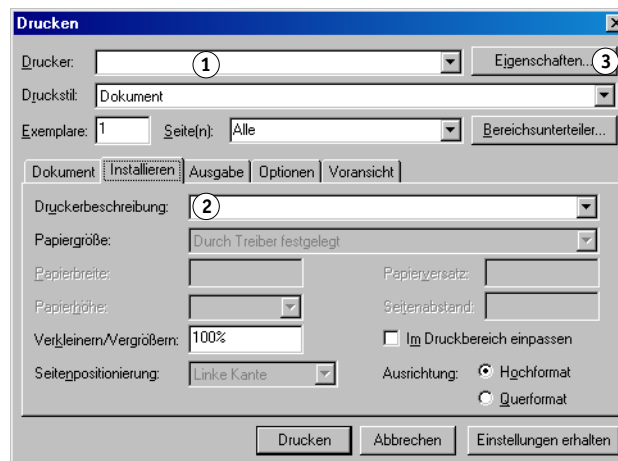 Drucken
Drucker: 1 Eigenschaften... 3
Druckstil: Dokument
Exemplare: 1 Seite(n): Alle Bereichsunterteiler...
Dokument Installieren Ausgabe Optionen Voransicht
Druckerbeschreibung: 2
Papiergröße: Durch Treiber festgelegt
Papierbreite: Papierversatz:
Papierhöhe: Seitenabstand:
Verkleinern/Vergrößern: 100% Im Druckbereich einpassen
Seitenpositionierung: Linke Kante Ausrichtung: Hochformat
Querformat
Drucken Abbrechen Einstellungen erhalten